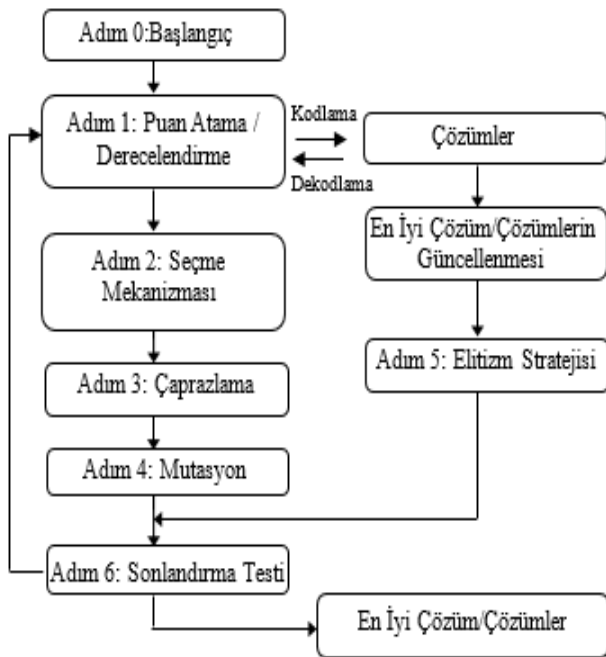 Adım 0:Başlangıç
Adım 1: Puan Atama /
Derecelendirme
Kodlama
Dekodlama
Çözümler
En İyi Çözüm/Çözümlerin
Güncellenmesi
Adım 2: Seçme
Mekanizması
Adım 5: Elitizm Stratejisi
Adım 3: Çaprazlama
Adım 4: Mutasyon
Adım 6: Sonlandırma Testi
En İyi Çözüm/Çözümler